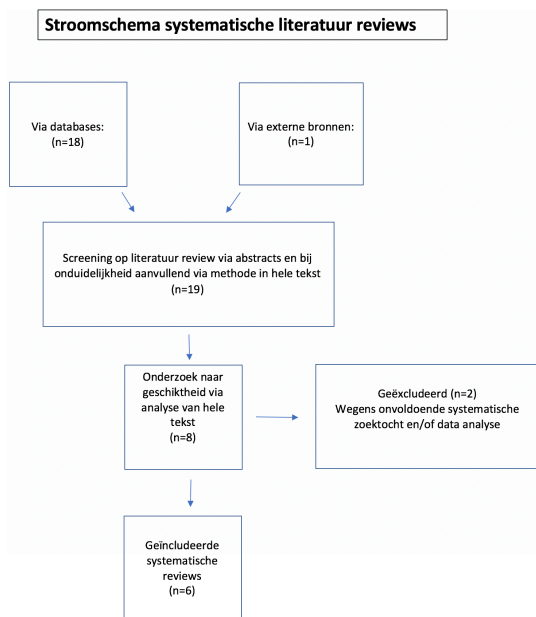 Stroomschema systematische literatuur reviews
Via databases:
(n=18)
Via externe bronnen:
(n=1)
Screening op literatuur review via abstracts en bij
onduidelijkheid aanvullend via methode in hele tekst
(n=19)
Onderzoek naar
geschiktheid via
analyse van hele
tekst
(n=8)
Geëxcludeerd (n=2)
Wegens onvoldoende systematische
zoektocht en/of data analyse
Geïncludeerde
systematische
reviews
(n=6)